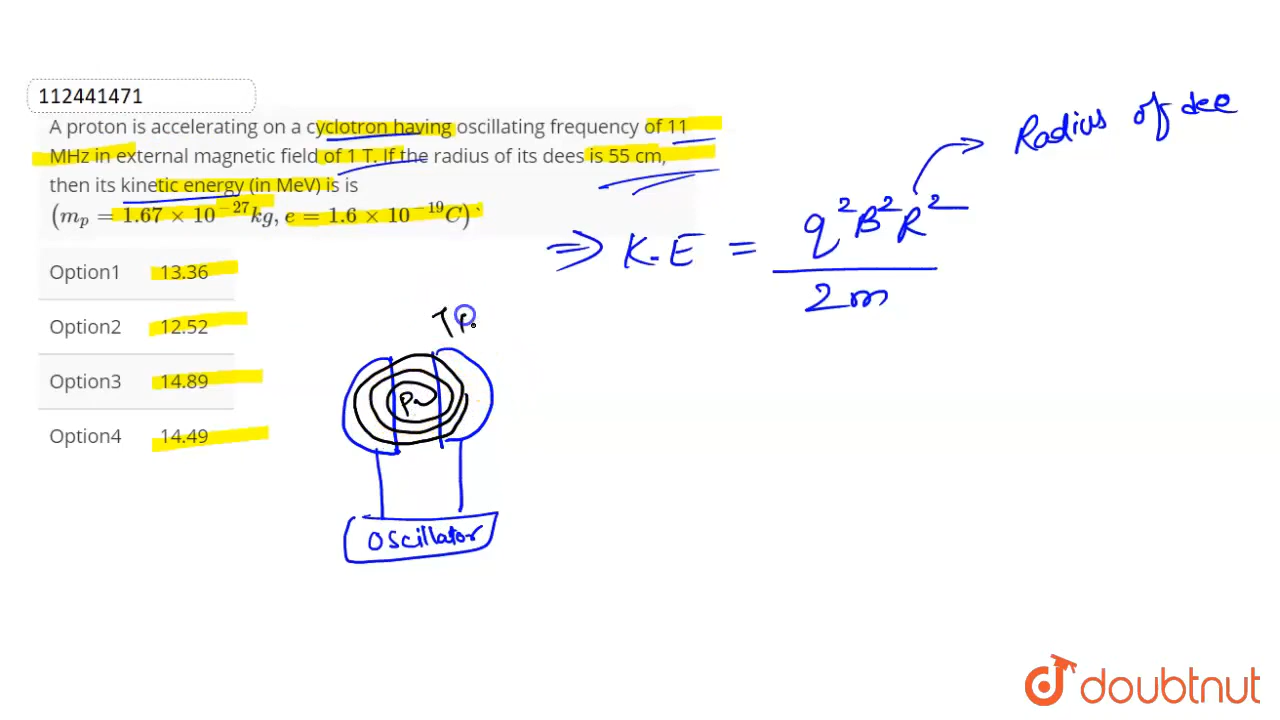 112441471
A proton is accelerating on a cyclotron having oscillating frequency of 11
MHz in external magnetic field of 1 T. If the radius of its dees is 55 cm,
then its kinetic energy (in MeV) is is
(m_p = 1.67 × 10^{-27}kg, e = 1.6 × 10^{-19}C)`
Option1 13.36
Option2 12.52
Option3 14.89
Option4 14.49
Radius of dee
⇒ K.E = q²B²R² / 2m
P
Oscillator
doubtnut